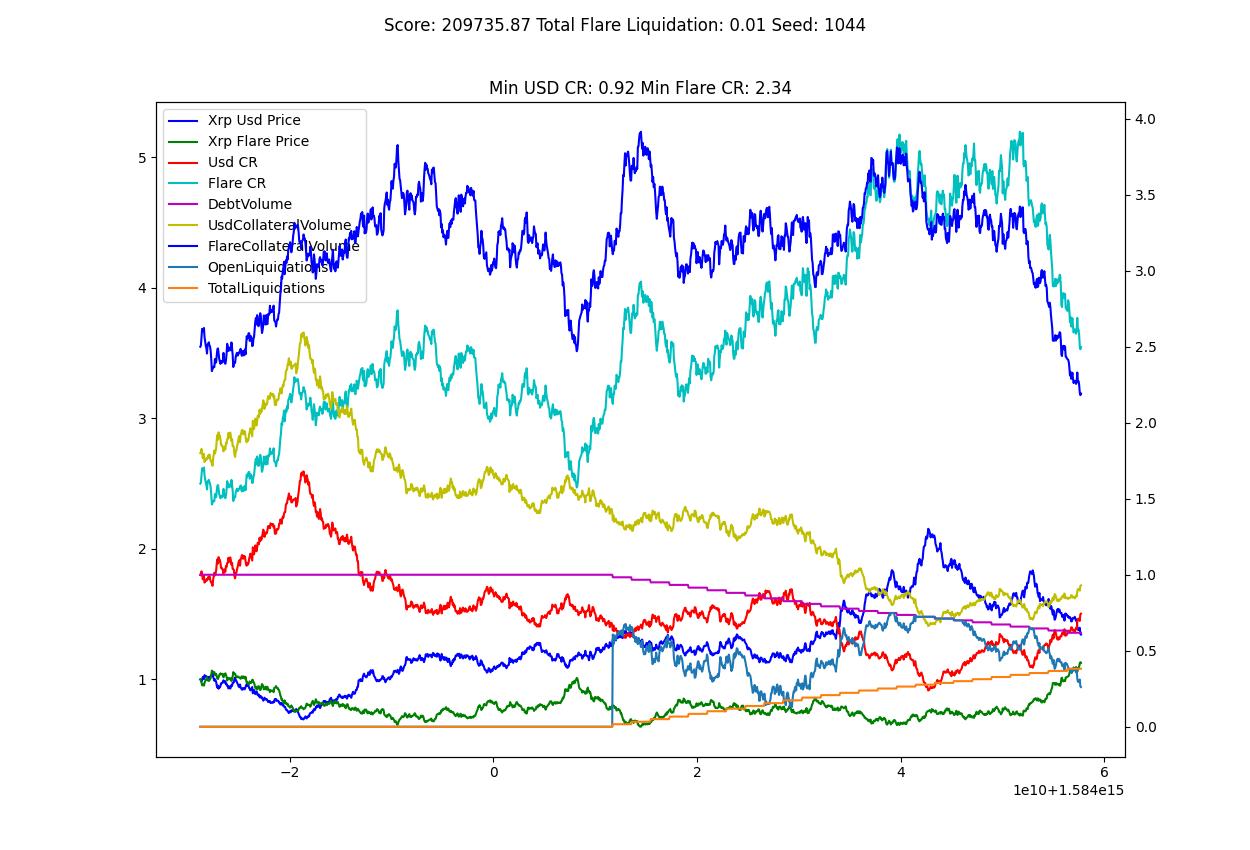 Score: 209735.87 Total Flare Liquidation: 0.01 Seed: 1044
Min USD CR: 0.92 Min Flare CR: 2.34
Xrp Usd Price
Xrp Flare Price
Usd CR
Flare CR
DebtVolume
UsdCollateralVolume
FlareCollateralVolume
OpenLiquidations
TotalLiquidations
5
4
3
2
1
4.0
3.5
3.0
2.5
2.0
1.5
1.0
0.5
0.0
−2 0 2 4 6
1e10+1.584e15